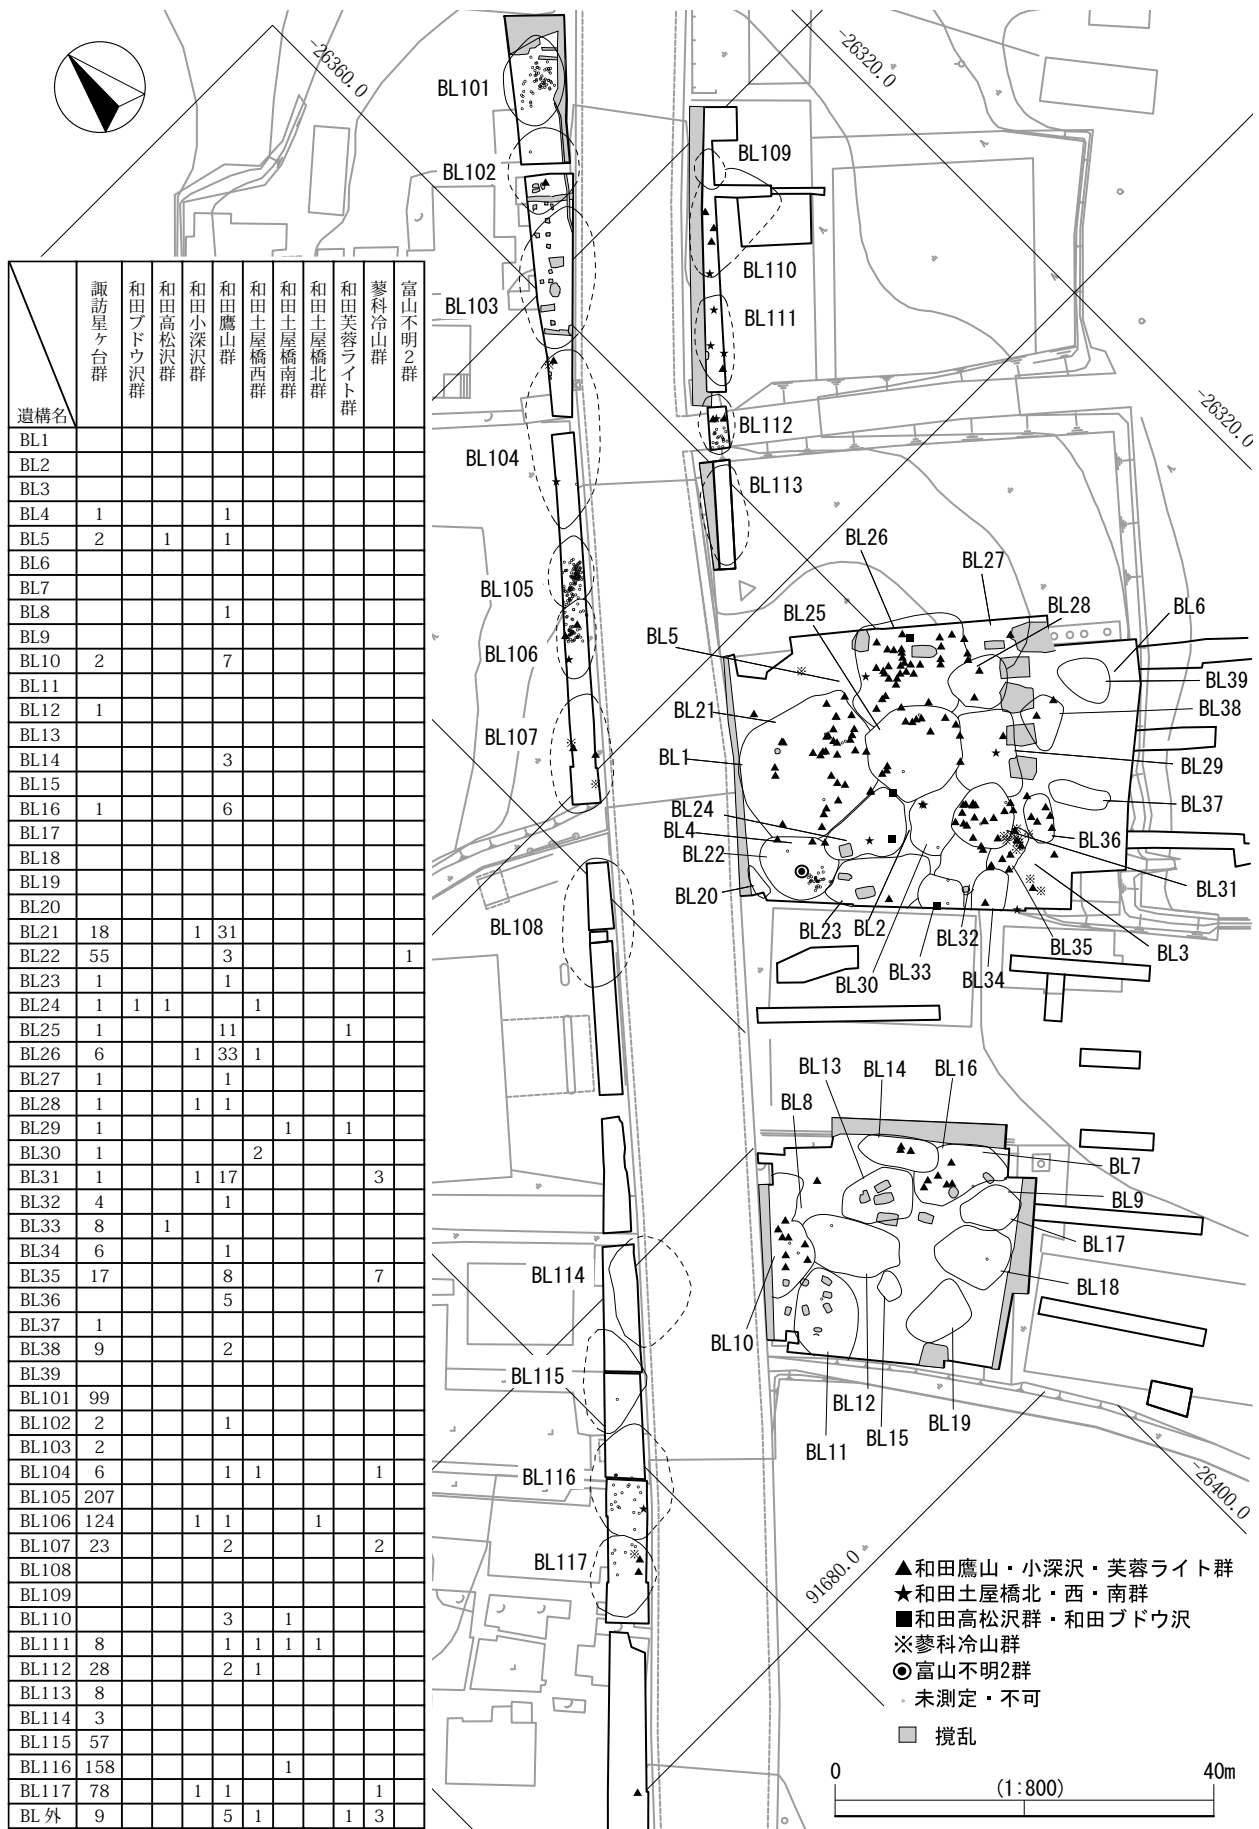 遺構名 諏訪星ヶ台群 和田ブドウ沢群 和田高松沢群 和田小深沢群 和田鷹山群 和田土屋橋西群 和田土屋橋南群 和田土屋橋北群 和田芙蓉ライト群 蓼科冷山群 富山不明2群
BL1
BL2
BL3
BL4 1 1
BL5 2 1 1
BL6
BL7
BL8 1
BL9
BL10 2 7
BL11
BL12 1
BL13
BL14 3
BL15
BL16 1 6
BL17
BL18
BL19
BL20
BL21 18 1 31
BL22 55 3 1
BL23 1 1
BL24 1 1 1 1
BL25 1 11 1
BL26 6 1 33 1
BL27 1 1
BL28 1 1 1
BL29 1 1 1
BL30 1 2
BL31 1 1 17 3
BL32 4 1
BL33 8 1
BL34 6 1
BL35 17 8 7
BL36 5
BL37 1
BL38 9 2
BL39
BL101 99
BL102 2 1
BL103 2
BL104 6 1 1 1
BL105 207
BL106 124 1 1 1
BL107 23 2 2
BL108
BL109
BL110 3 1
BL111 8 1 1 1 1
BL112 28 2 1
BL113 8
BL114 3
BL115 57
BL116 158 1
BL117 78 1 1 1
BL外 9 5 1 1 3
-26360.0
-26320.0
BL101
BL102
BL103
BL104
BL105
BL106
BL107
BL108
BL109
BL110
BL111
BL112
BL113
-26320.0
BL26
BL27
BL28
BL6
BL25
BL5
BL39
BL38
BL21
BL1
BL29
BL37
BL24
BL4
BL22
BL36
BL31
BL20
BL23
BL2
BL30
BL33
BL32
BL34
BL35
BL3
BL13
BL14
BL16
BL8
BL7
BL9
BL17
BL18
BL10
BL12
BL11
BL15
BL19
BL114
BL115
BL116
BL117
-26400.0
91680.0
▲和田鷹山・小深沢・芙蓉ライト群
★和田土屋橋北・西・南群
■和田高松沢群・和田ブドウ沢
※蓼科冷山群
◉富山不明2群
。未測定・不可
撹乱
0 40m
(1:800)